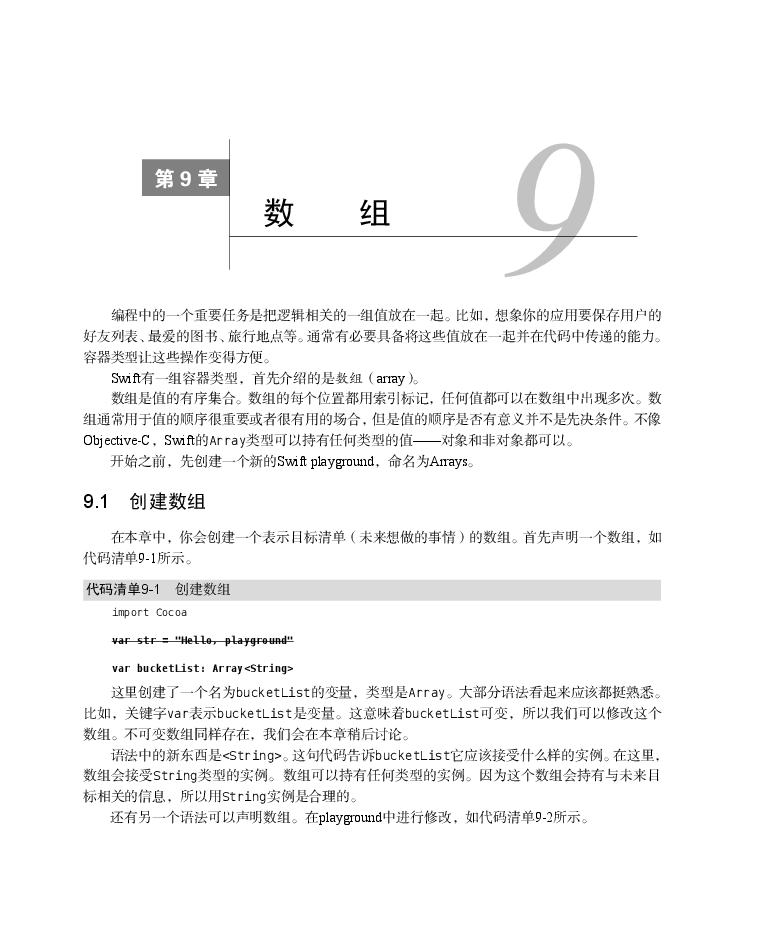 第 9 章
数 组
9
编程中的一个重要任务是把逻辑相关的一组值放在一起。比如，想象你的应用要保存用户的
好友列表、最爱的图书、旅行地点等。通常有必要具备将这些值放在一起并在代码中传递的能力。
容器类型让这些操作变得方便。
Swift有一组容器类型，首先介绍的是数组（array）。
数组是值的有序集合。数组的每个位置都用索引标记，任何值都可以在数组中出现多次。数
组通常用于值的顺序很重要或者很有用的场合，但是值的顺序是否有意义并不是先决条件。不像
Objective-C，Swift的Array类型可以持有任何类型的值——对象和非对象都可以。
开始之前，先创建一个新的Swift playground，命名为Arrays。
9.1 创建数组
在本章中，你会创建一个表示目标清单（未来想做的事情）的数组。首先声明一个数组，如
代码清单9-1所示。
代码清单9-1 创建数组
import Cocoa
var str = "Hello, playground"
var bucketList: Array<String>
这里创建了一个名为bucketList的变量，类型是Array。大部分语法看起来应该都挺熟悉。
比如，关键字var表示bucketList是变量。这意味着bucketList可变，所以我们可以修改这个
数组。不可变数组同样存在，我们会在本章稍后讨论。
语法中的新东西是<String>。这句代码告诉bucketList它应该接受什么样的实例。在这里，
数组会接受String类型的实例。数组可以持有任何类型的实例。因为这个数组会持有与未来目
标相关的信息，所以用String实例是合理的。
还有另一个语法可以声明数组。在playground中进行修改，如代码清单9-2所示。